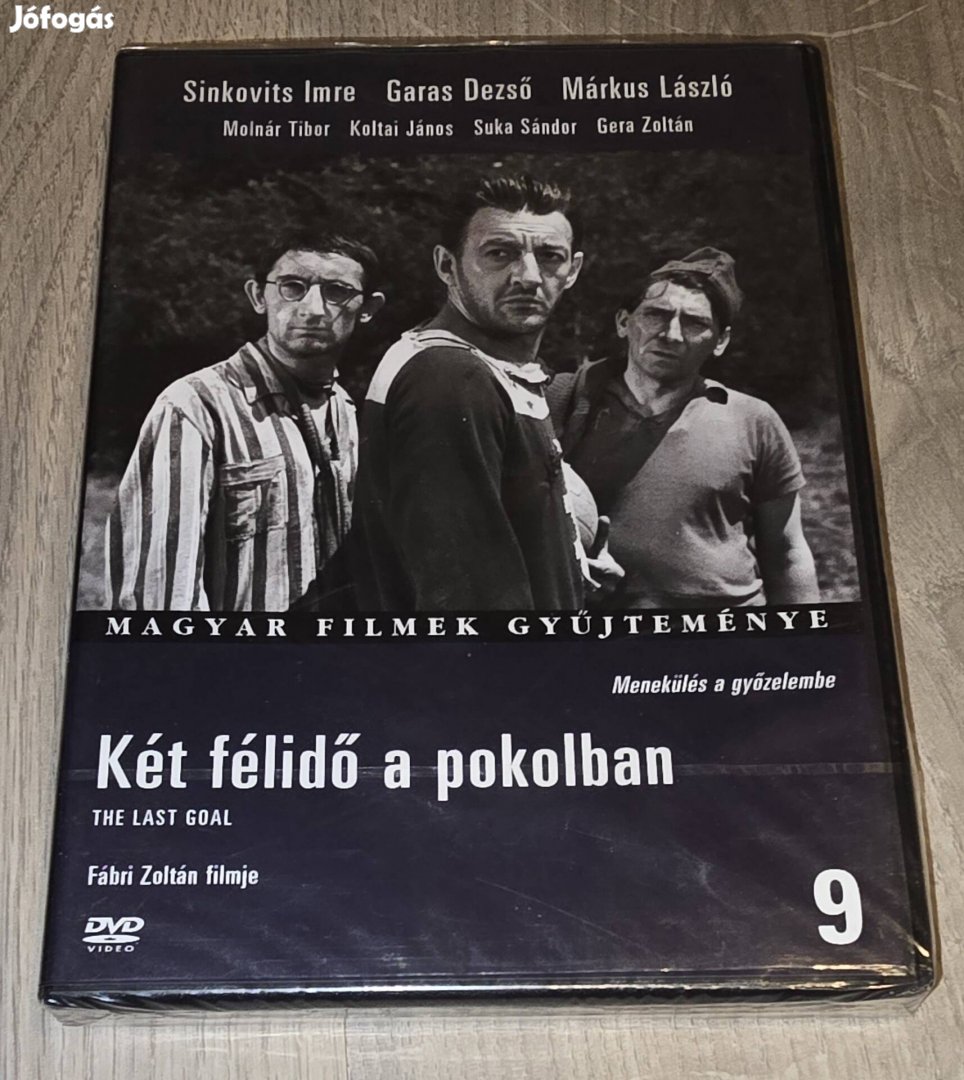 Jófogás
Sinkovits Imre Garas Dezső Márkus László
Molnár Tibor Koltai János Suka Sándor Gera Zoltán
MAGYAR FILMEK GYŰJTEMÉNYE
Menekülés a győzelembe
Két félidő a pokolban
THE LAST GOAL
Fábri Zoltán filmje
9
DVD
VIDEO